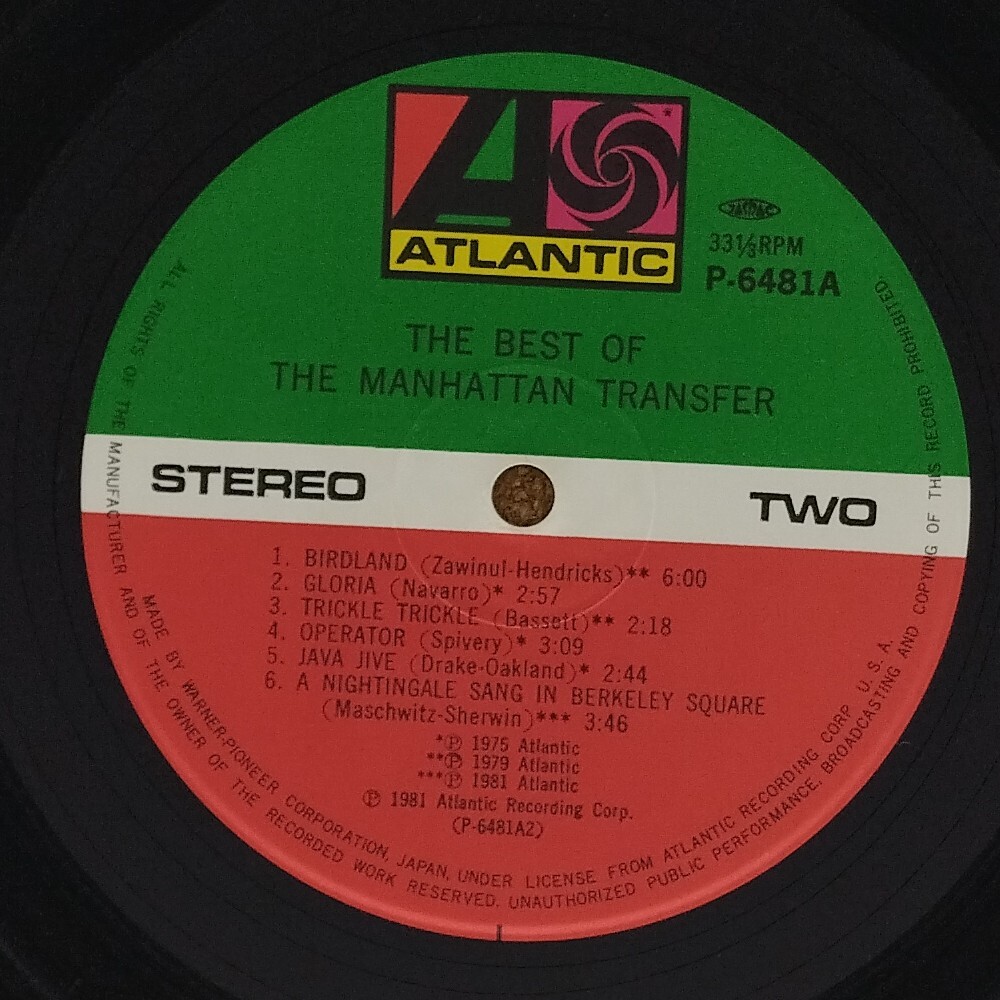 ATLANTIC
JASRAC
33⅓RPM
P-6481A
THE BEST OF
THE MANHATTAN TRANSFER
STEREO
TWO
1. BIRDLAND (Zawinul-Hendricks)** 6:00
2. GLORIA (Navarro)* 2:57
3. TRICKLE TRICKLE (Bassett)** 2:18
4. OPERATOR (Spivery)* 3:09
5. JAVA JIVE (Drake-Oakland)* 2:44
6. A NIGHTINGALE SANG IN BERKELEY SQUARE
(Maschwitz-Sherwin)*** 3:46
*Ⓟ 1975 Atlantic
**Ⓟ 1979 Atlantic
***Ⓟ 1981 Atlantic
Ⓟ 1981 Atlantic Recording Corp.
(P-6481A2)
MADE BY WARNER-PIONEER CORPORATION, JAPAN, UNDER LICENSE FROM ATLANTIC RECORDING CORP U. S. A.
ALL RIGHTS OF THE MANUFACTURER AND OF THE OWNER OF THE RECORDED WORK RESERVED. UNAUTHORIZED PUBLIC PERFORMANCE, BROADCASTING AND COPYING OF THIS RECORD PROHIBITED.